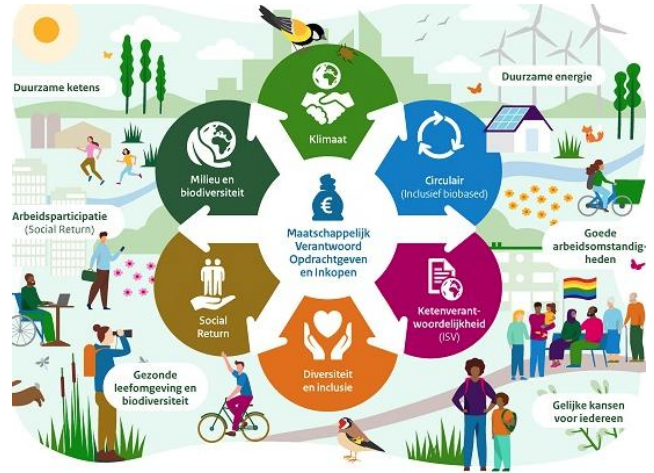 Duurzame ketens
Duurzame energie
Klimaat
Milieu en
biodiversiteit
Circulair
(Inclusief biobased)
€
Maatschappelijk
Verantwoord
Opdrachtgeven
en Inkopen
Arbeidsparticipatie
(Social Return)
Goede
arbeidsomstandig-
heden
Social
Return
Ketenverant-
woordelijkheid
(ISV)
Diversiteit
en inclusie
Gezonde
leefomgeving en
biodiversiteit
Gelijke kansen
voor iedereen